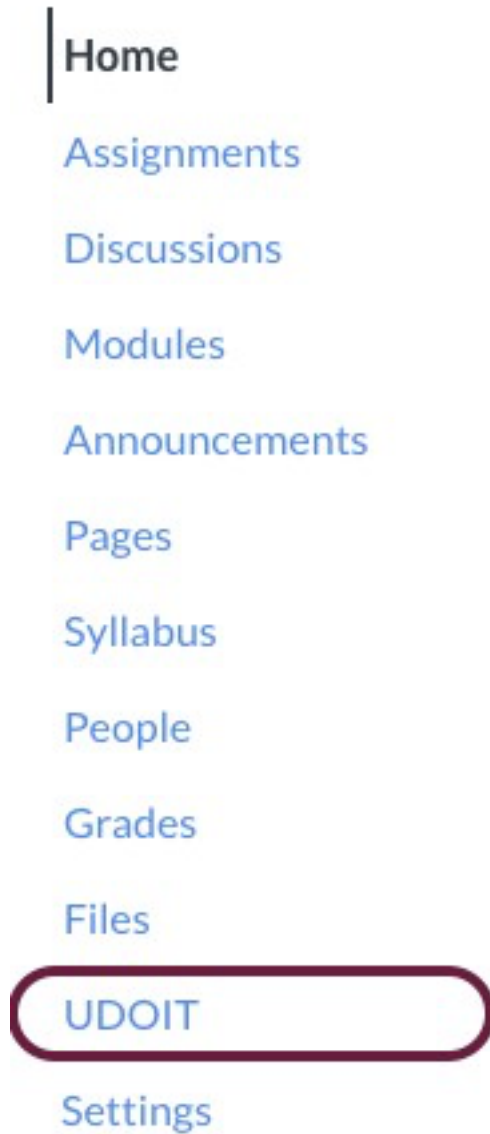 Home
Assignments
Discussions
Modules
Announcements
Pages
Syllabus
People
Grades
Files
UDOIT
Settings